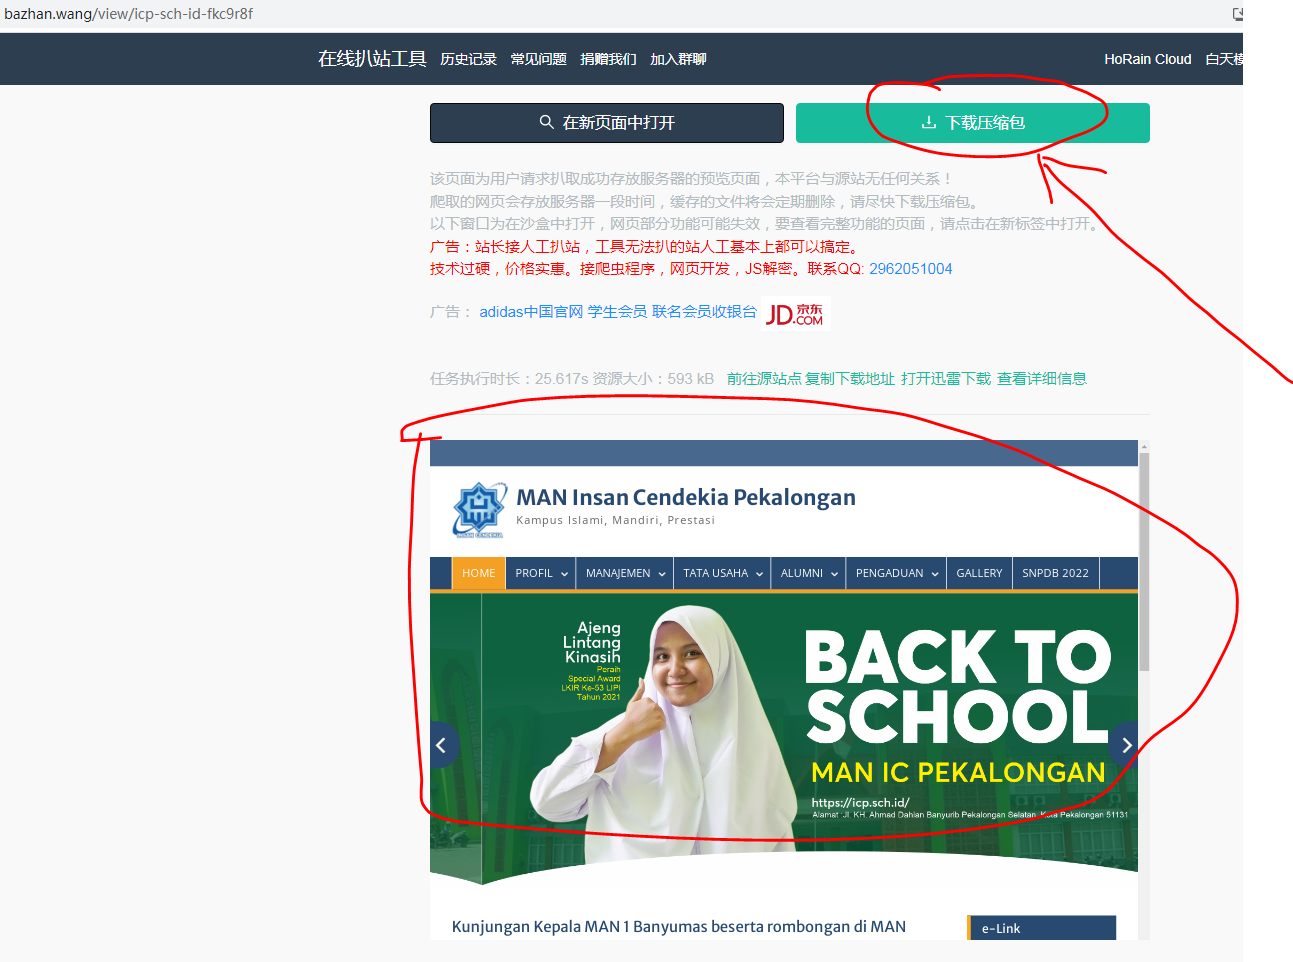 bazhan.wang/view/icp-sch-id-fkc9r8f
在线扒站工具 历史记录 常见问题 捐赠我们 加入群聊 HoRain Cloud 白天模
在新页面中打开 下载压缩包
该页面为用户请求扒取成功存放服务器的预览页面，本平台与源站无任何关系！
爬取的网页会存放服务器一段时间，缓存的文件将会定期删除，请尽快下载压缩包。
以下窗口为在沙盒中打开，网页部分功能可能失效，要查看完整功能的页面，请点击在新标签中打开。
广告：站长接人工扒站，工具无法扒的站人工基本上都可以搞定。
技术过硬，价格实惠。接爬虫程序，网页开发，JS解密。联系QQ: 2962051004
广告： adidas中国官网 学生会员 联名会员收银台 JD.COM 京东
任务执行时长：25.617s 资源大小：593 kB 前往源站点 复制下载地址 打开迅雷下载 查看详细信息
MAN Insan Cendekia Pekalongan
Kampus Islami, Mandiri, Prestasi
INSAN CENDEKIA
HOME PROFIL MANAJEMEN TATA USAHA ALUMNI PENGADUAN GALLERY SNPDB 2022
Ajeng
Lintang
Kinasih
Peraih
Special Award
LKIR Ke-53 LIPI
Tahun 2021
BACK TO
SCHOOL
MAN IC PEKALONGAN
https://icp.sch.id/
Alamat :Jl. KH. Ahmad Dahlan Banyurip Pekalongan Selatan, Kota Pekalongan 51131
Kunjungan Kepala MAN 1 Banyumas beserta rombongan di MAN
e-Link